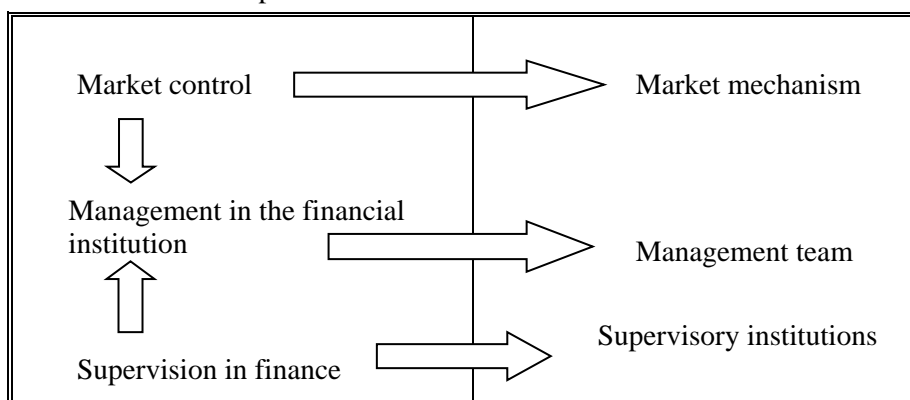 Market control
Market mechanism
Management in the financial
institution
Management team
Supervisory institutions
Supervision in finance